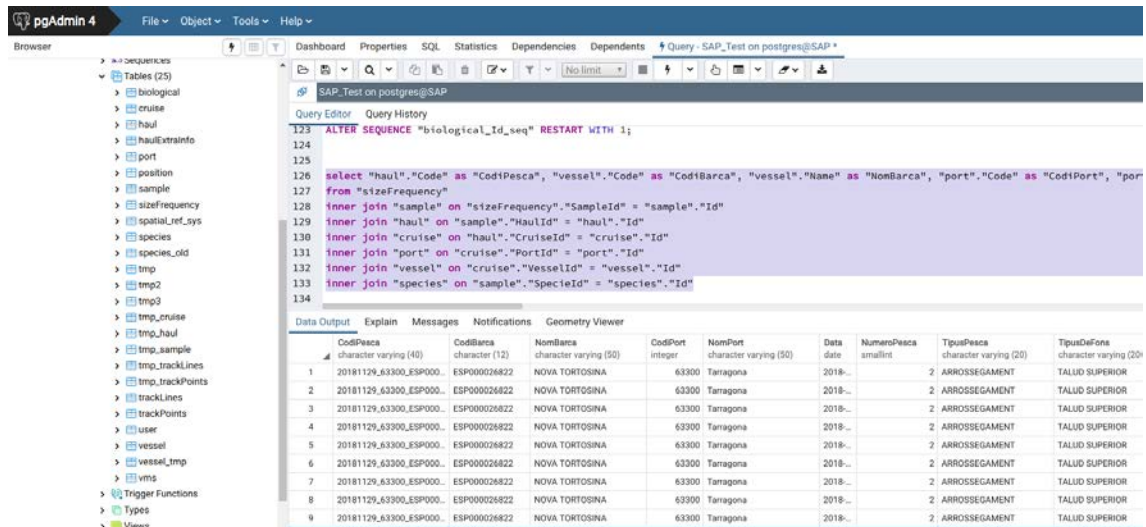 pgAdmin 4 File Object Tools Help
Browser Dashboard Properties SQL Statistics Dependencies Dependents Query - SAP_Test on postgres@SAP *
Sequences
Tables (25)
biological
cruise
haul
haulExtraInfo
port
position
sample
sizeFrequency
spatial_ref_sys
species
species_old
tmp
tmp2
tmp3
tmp_cruise
tmp_haul
tmp_sample
tmp_trackLines
tmp_trackPoints
trackLines
trackPoints
user
vessel
vessel_tmp
vms
Trigger Functions
Types
Views
No limit
SAP_Test on postgres@SAP
Query Editor Query History
123 ALTER SEQUENCE "biological_Id_seq" RESTART WITH 1;
124
125
126 select "haul"."Code" as "CodiPesca", "vessel"."Code" as "CodiBarca", "vessel"."Name" as "NomBarca", "port"."Code" as "CodiPort", "por
127 from "sizeFrequency"
128 inner join "sample" on "sizeFrequency"."SampleId" = "sample"."Id"
129 inner join "haul" on "sample"."HaulId" = "haul"."Id"
130 inner join "cruise" on "haul"."CruiseId" = "cruise"."Id"
131 inner join "port" on "cruise"."PortId" = "port"."Id"
132 inner join "vessel" on "cruise"."VesselId" = "vessel"."Id"
133 inner join "species" on "sample"."SpecieId" = "species"."Id"
134
Data Output Explain Messages Notifications Geometry Viewer
CodiPesca CodiBarca NomBarca CodiPort NomPort Data NumeroPesca TipusPesca TipusDeFons
character varying (40) character (12) character varying (50) integer character varying (50) date smallint character varying (20) character varying (20
1 20181129_63300_ESP000... ESP000026822 NOVA TORTOSINA 63300 Tarragona 2018-... 2 ARROSSEGAMENT TALUD SUPERIOR
2 20181129_63300_ESP000... ESP000026822 NOVA TORTOSINA 63300 Tarragona 2018-... 2 ARROSSEGAMENT TALUD SUPERIOR
3 20181129_63300_ESP000... ESP000026822 NOVA TORTOSINA 63300 Tarragona 2018-... 2 ARROSSEGAMENT TALUD SUPERIOR
4 20181129_63300_ESP000... ESP000026822 NOVA TORTOSINA 63300 Tarragona 2018-... 2 ARROSSEGAMENT TALUD SUPERIOR
5 20181129_63300_ESP000... ESP000026822 NOVA TORTOSINA 63300 Tarragona 2018-... 2 ARROSSEGAMENT TALUD SUPERIOR
6 20181129_63300_ESP000... ESP000026822 NOVA TORTOSINA 63300 Tarragona 2018-... 2 ARROSSEGAMENT TALUD SUPERIOR
7 20181129_63300_ESP000... ESP000026822 NOVA TORTOSINA 63300 Tarragona 2018-... 2 ARROSSEGAMENT TALUD SUPERIOR
8 20181129_63300_ESP000... ESP000026822 NOVA TORTOSINA 63300 Tarragona 2018-... 2 ARROSSEGAMENT TALUD SUPERIOR
9 20181129_63300_ESP000... ESP000026822 NOVA TORTOSINA 63300 Tarragona 2018-... 2 ARROSSEGAMENT TALUD SUPERIOR